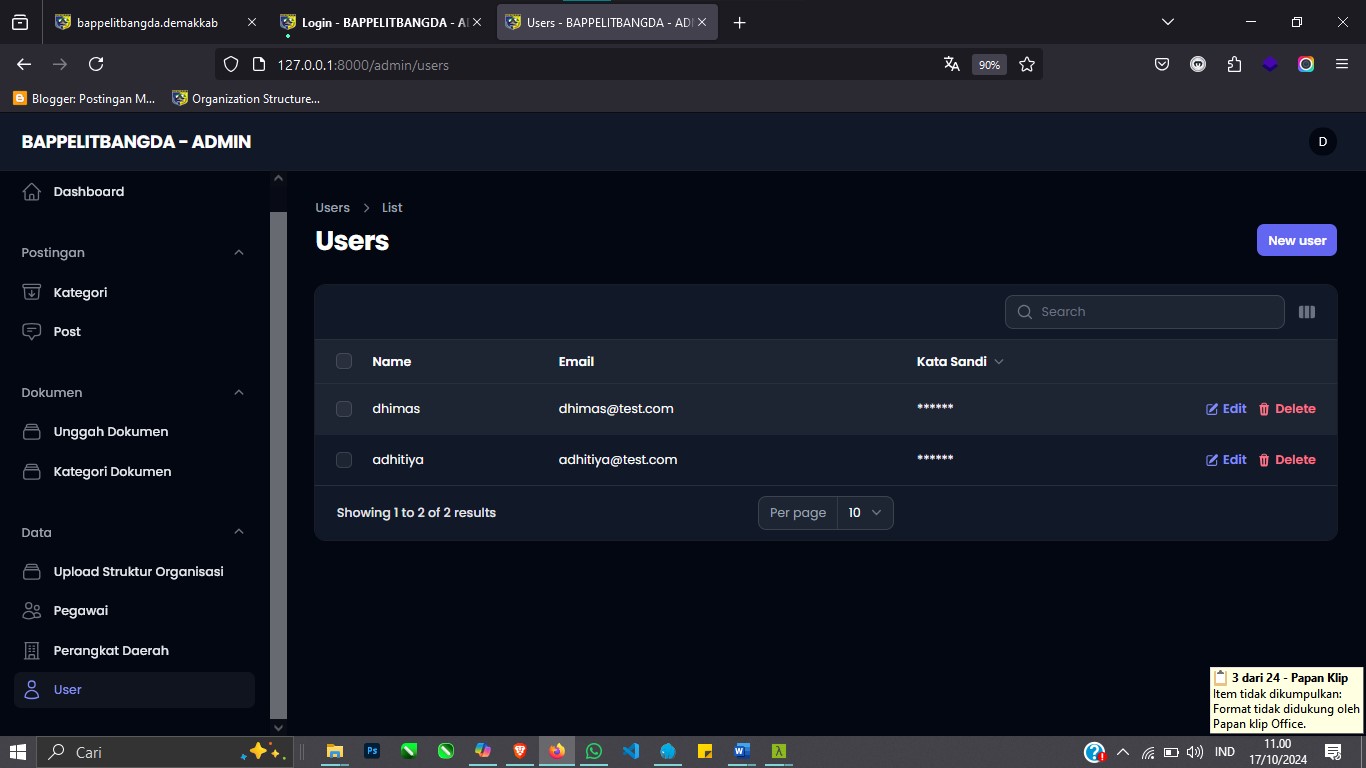 bappelitbangda.demakkab
Login - BAPPELITBANGDA - A
Users - BAPPELITBANGDA - AD
127.0.0.1:8000/admin/users
90%
Blogger: Postingan M...
Organization Structure...
BAPPELITBANGDA - ADMIN
D
Dashboard
Postingan
Kategori
Post
Dokumen
Unggah Dokumen
Kategori Dokumen
Data
Upload Struktur Organisasi
Pegawai
Perangkat Daerah
User
Users > List
Users
New user
Search
Name Email Kata Sandi
dhimas dhimas@test.com ****** Edit Delete
adhitiya adhitiya@test.com ****** Edit Delete
Showing 1 to 2 of 2 results
Per page 10
3 dari 24 - Papan Klip
Item tidak dikumpulkan:
Format tidak didukung oleh
Papan klip Office.
Cari
Ps
IND
11.00
17/10/2024